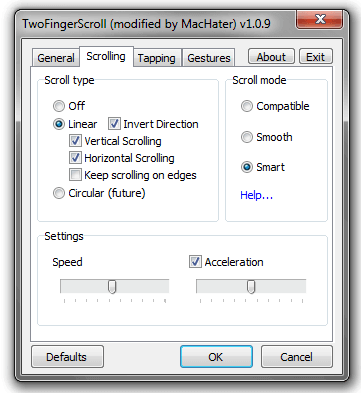 TwoFingerScroll (modified by MacHater) v1.0.9
General Scrolling Tapping Gestures About Exit
Scroll type
Off
Linear Invert Direction
Vertical Scrolling
Horizontal Scrolling
Keep scrolling on edges
Circular (future)
Scroll mode
Compatible
Smooth
Smart
Help...
Settings
Speed Acceleration
Defaults OK Cancel